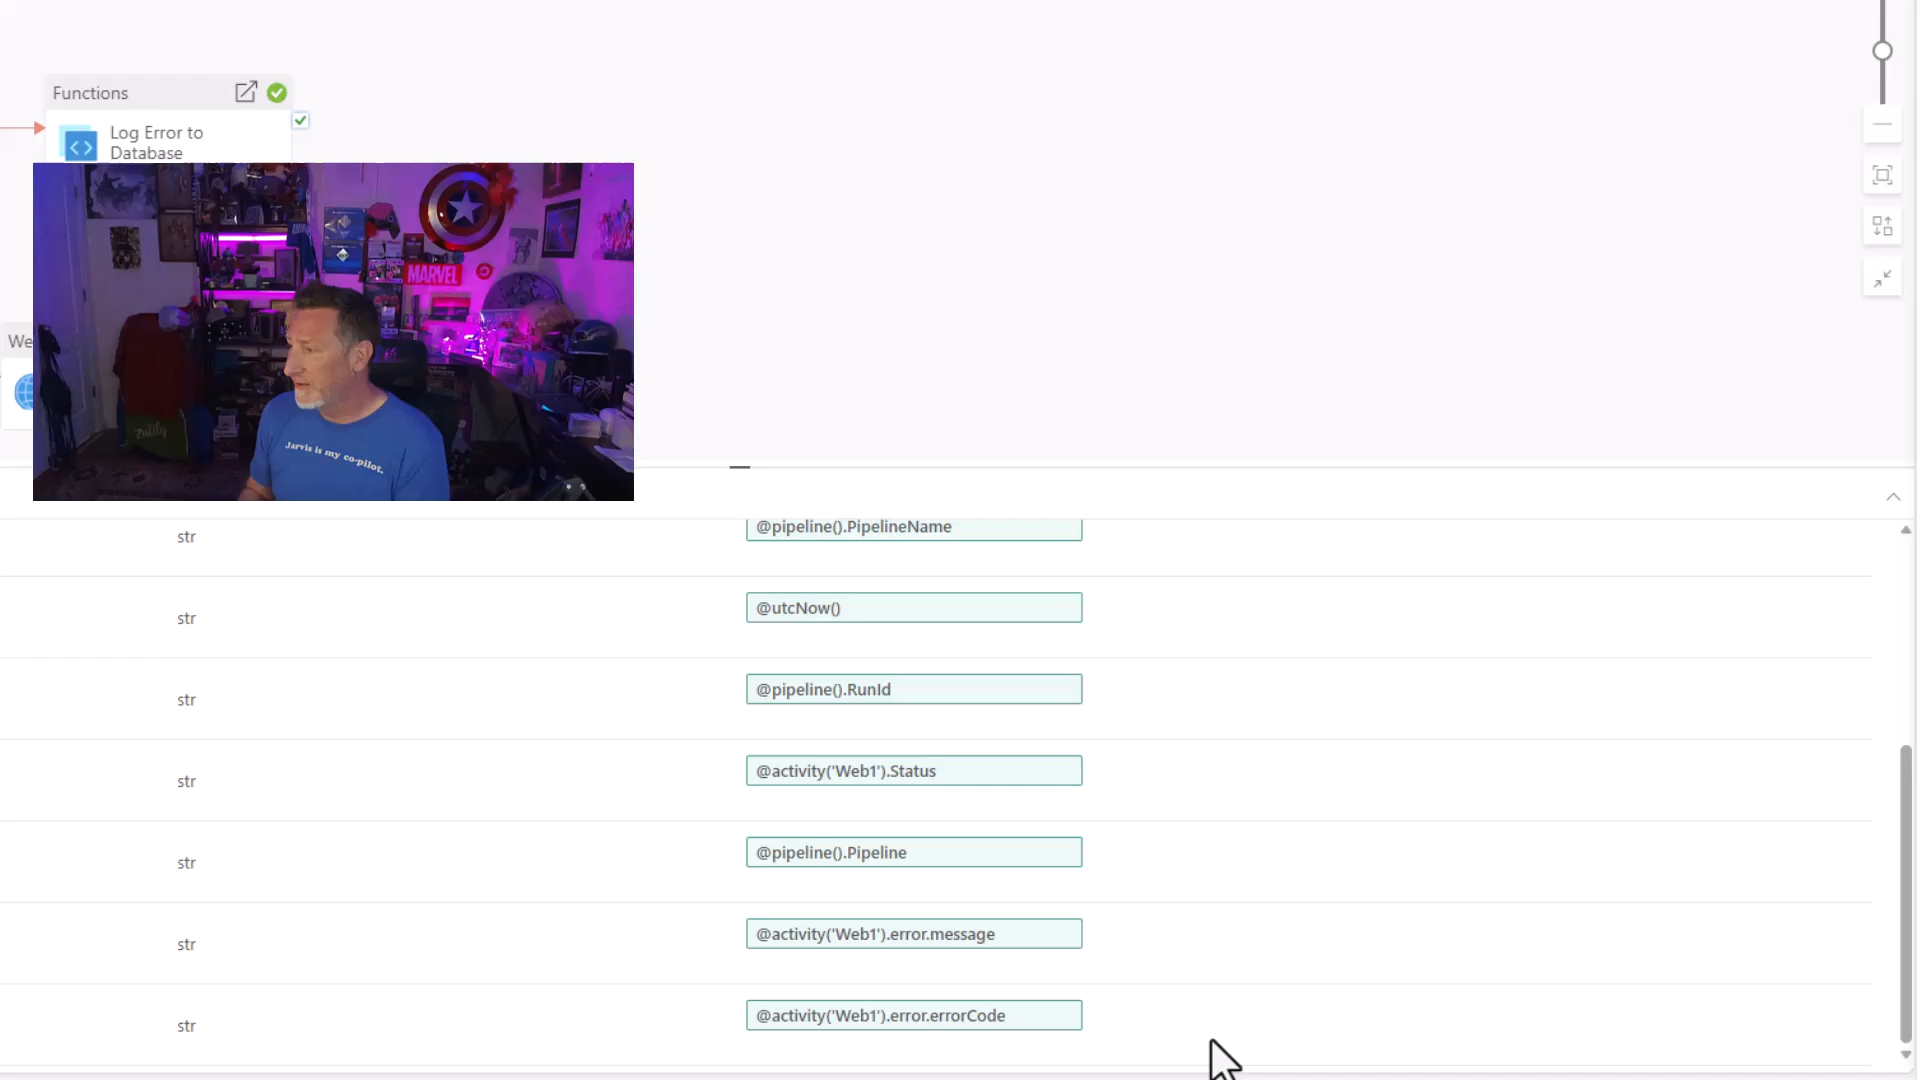 Functions
Log Error to
Database
We
MARVEL
Zulily
Jarvis is my co-pilot.
str
@pipeline().PipelineName
str
@utcNow()
str
@pipeline().RunId
str
@activity('Web1').Status
str
@pipeline().Pipeline
str
@activity('Web1').error.message
str
@activity('Web1').error.errorCode